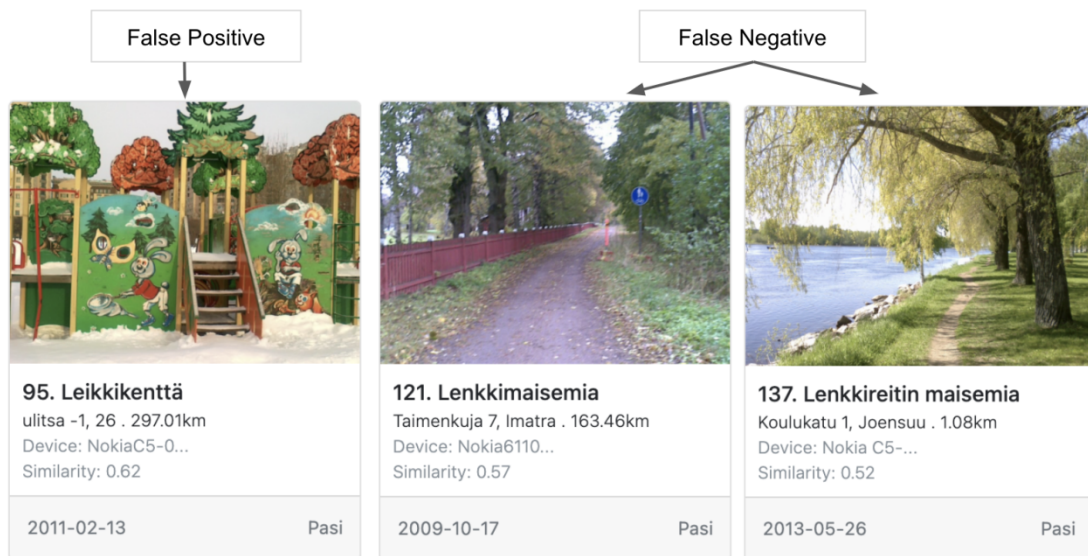 False Positive
False Negative
95. Leikkikenttä
ulitsa -1, 26 . 297.01km
Device: NokiaC5-0...
Similarity: 0.62
2011-02-13
Pasi
121. Lenkkimaisemia
Taimenkuja 7, Imatra . 163.46km
Device: Nokia6110...
Similarity: 0.57
2009-10-17
Pasi
137. Lenkkireitin maisemia
Koulukatu 1, Joensuu . 1.08km
Device: Nokia C5-...
Similarity: 0.52
2013-05-26
Pasi